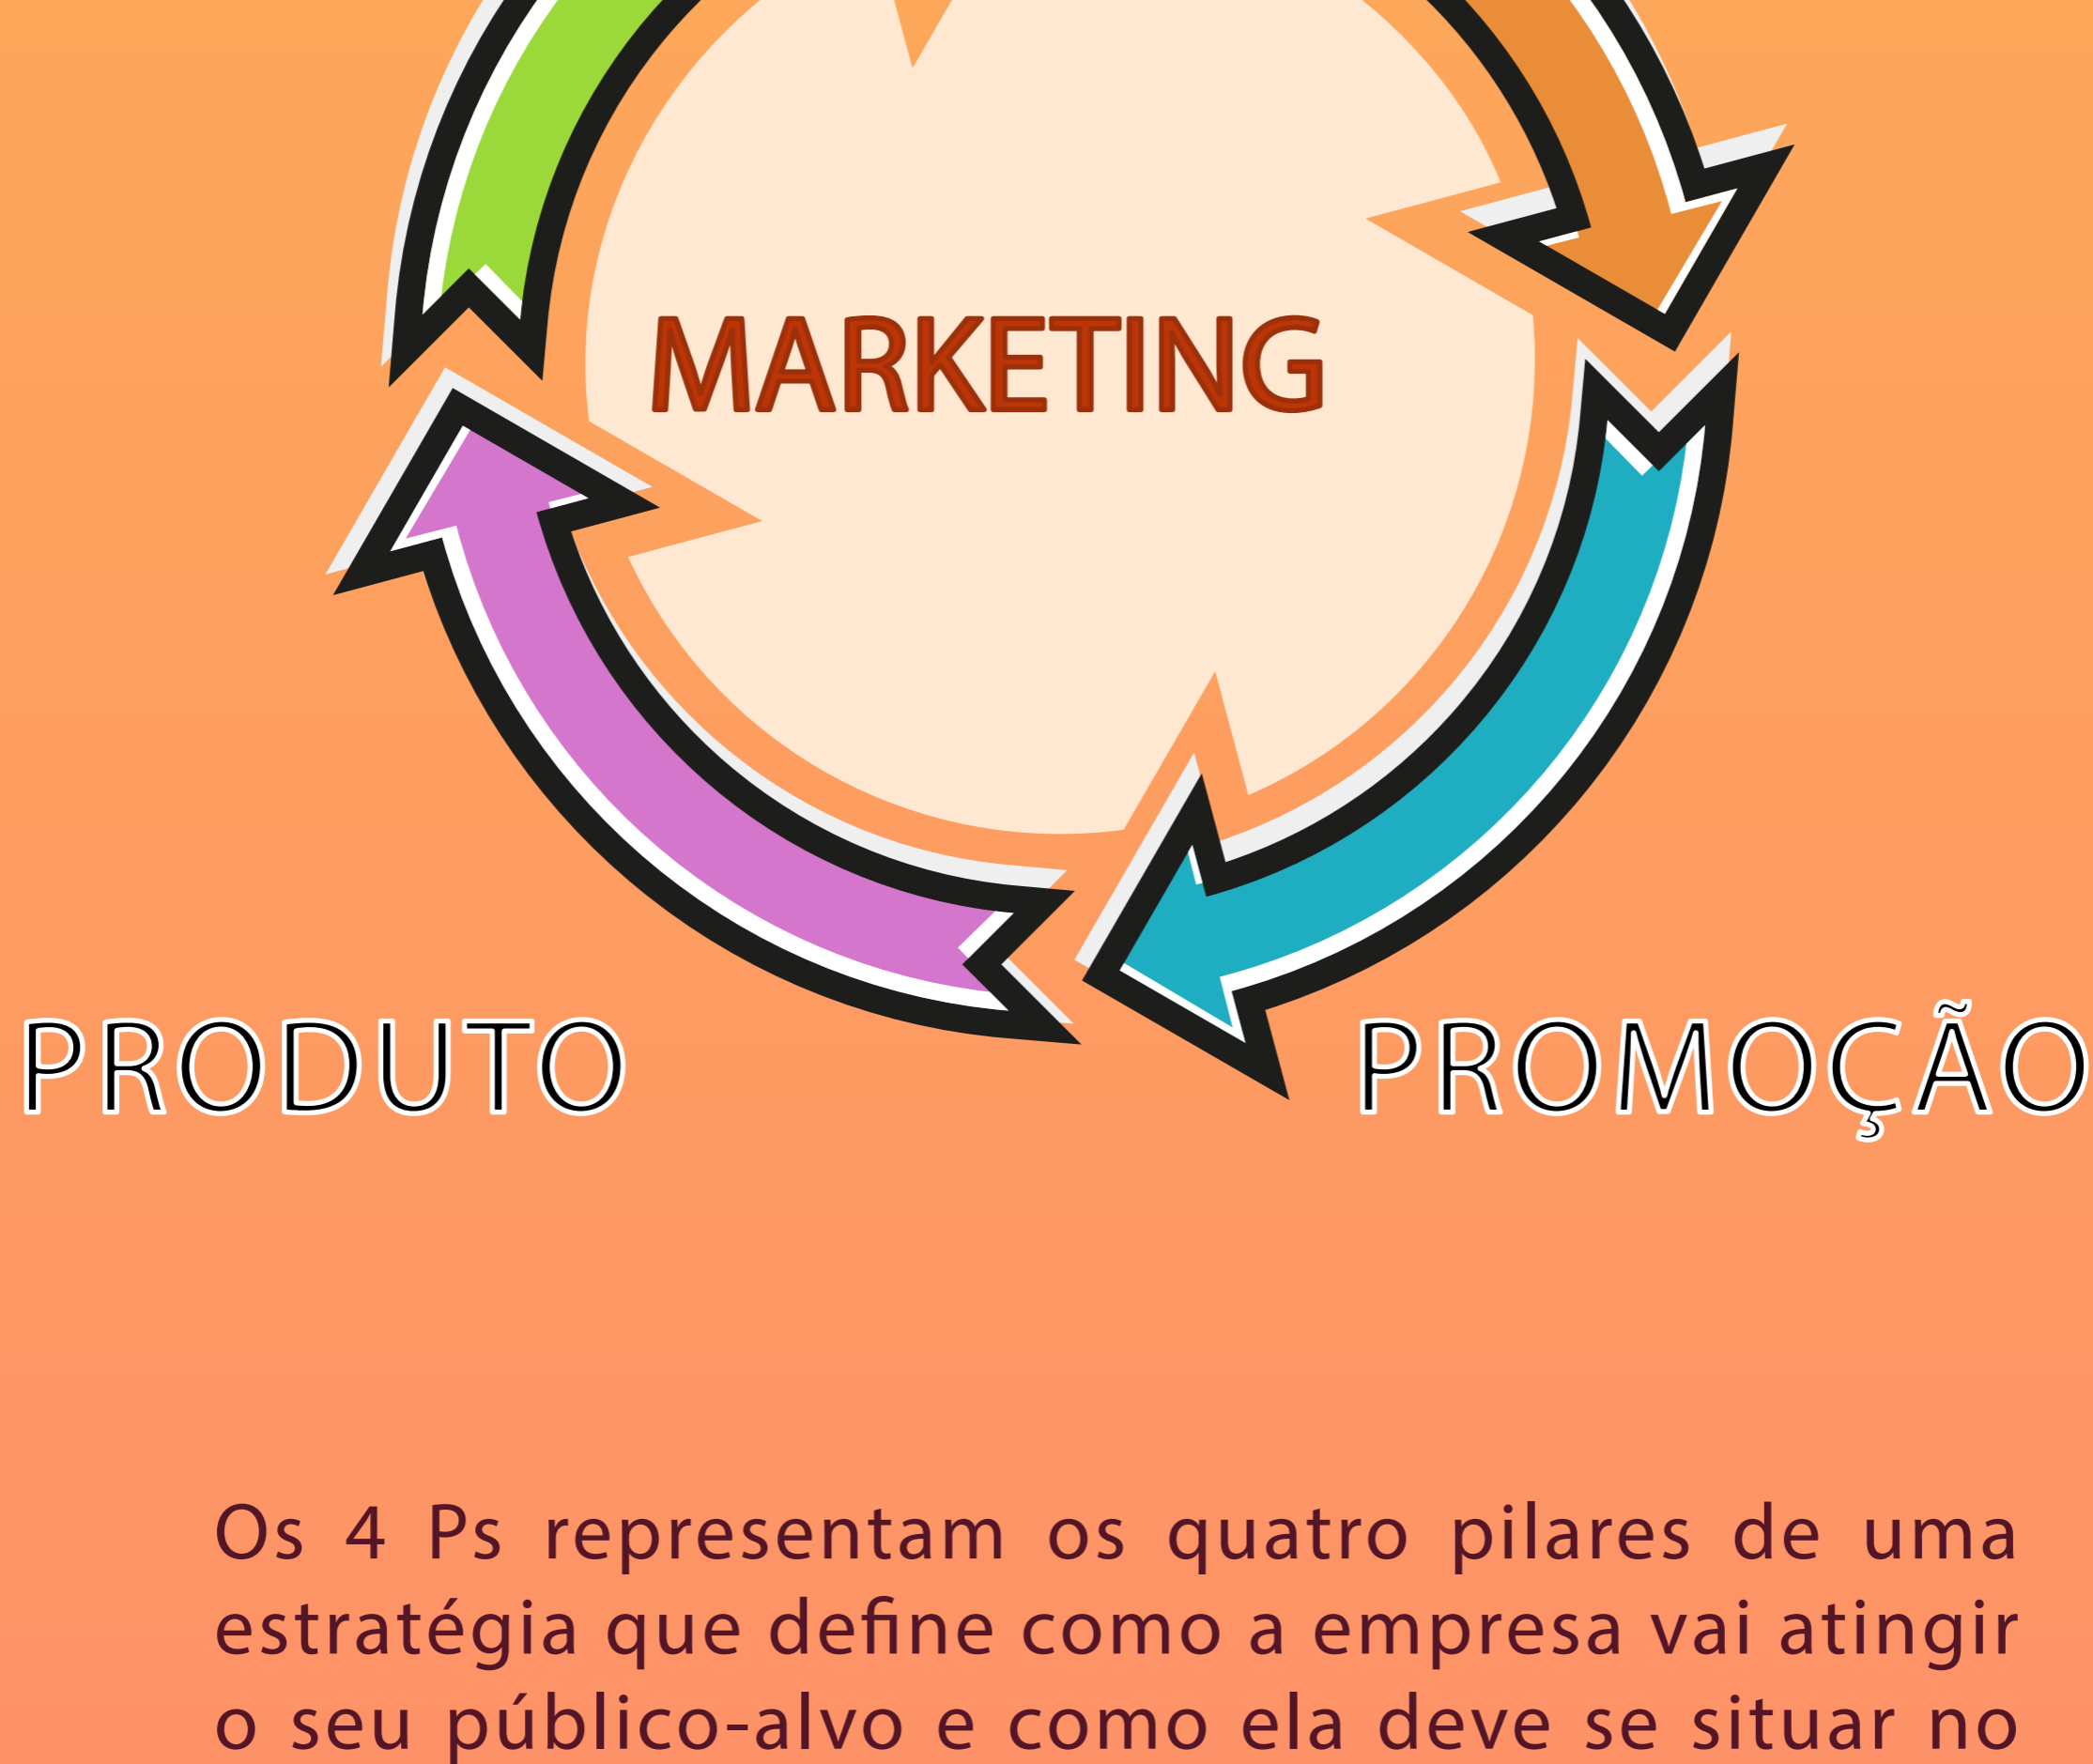 MARKETING
PRODUTO
PROMOÇÃO
Os 4 Ps representam os quatro pilares de uma
estratégia que define como a empresa vai atingir
o seu público-alvo e como ela deve se situar no